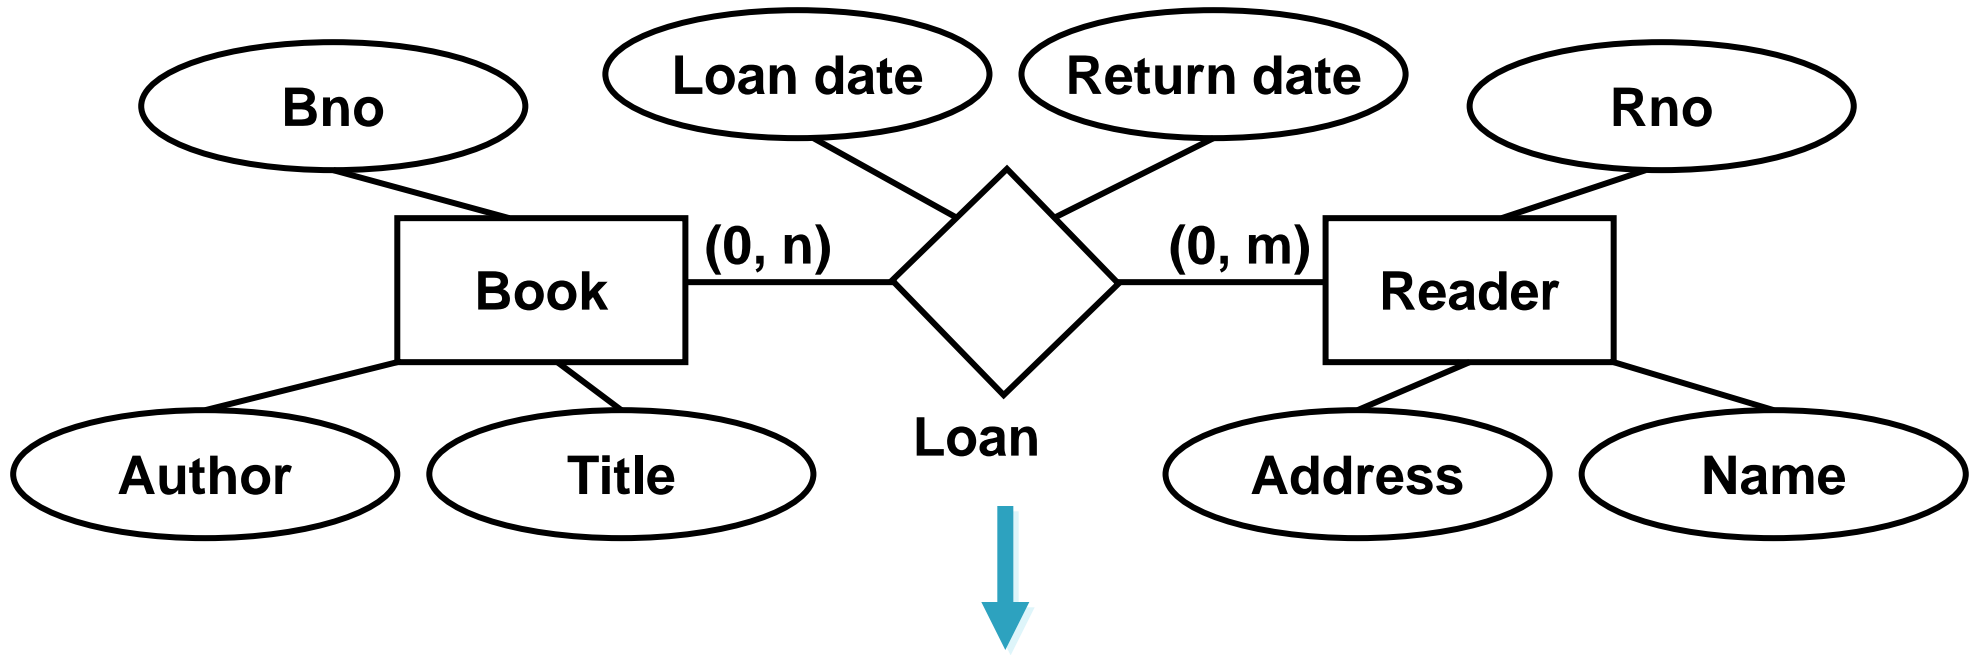 Loan date
Return date
Bno
Rno
(0, n)
(0, m)
Book
Reader
Loan
Author
Title
Address
Name